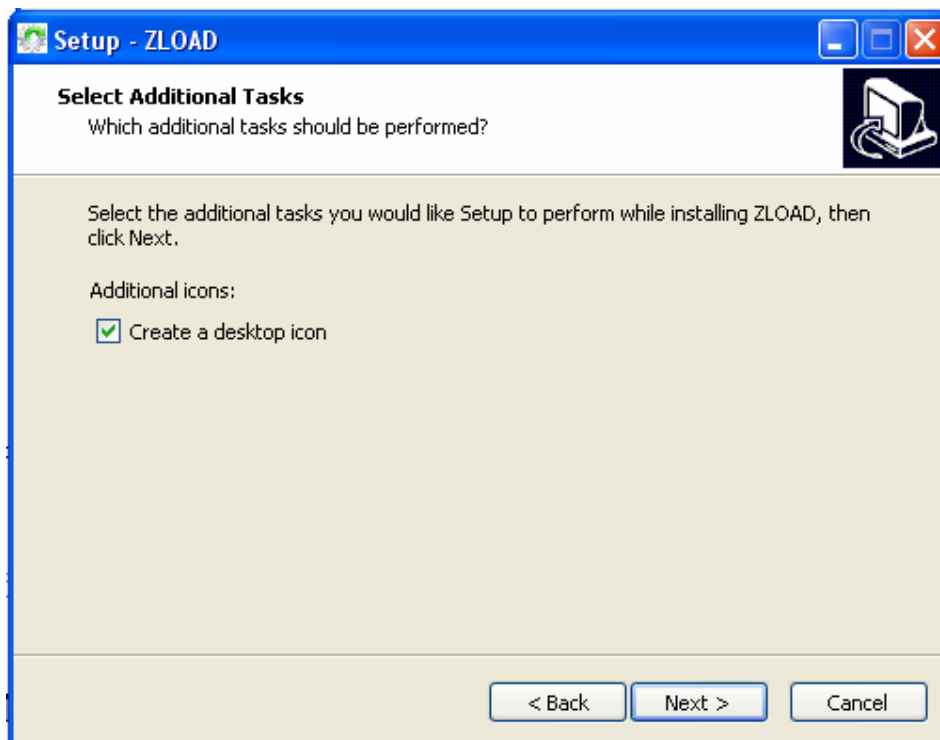 Setup - ZLOAD
Select Additional Tasks
Which additional tasks should be performed?
Select the additional tasks you would like Setup to perform while installing ZLOAD, then
click Next.
Additional icons:
Create a desktop icon
< Back
Next >
Cancel